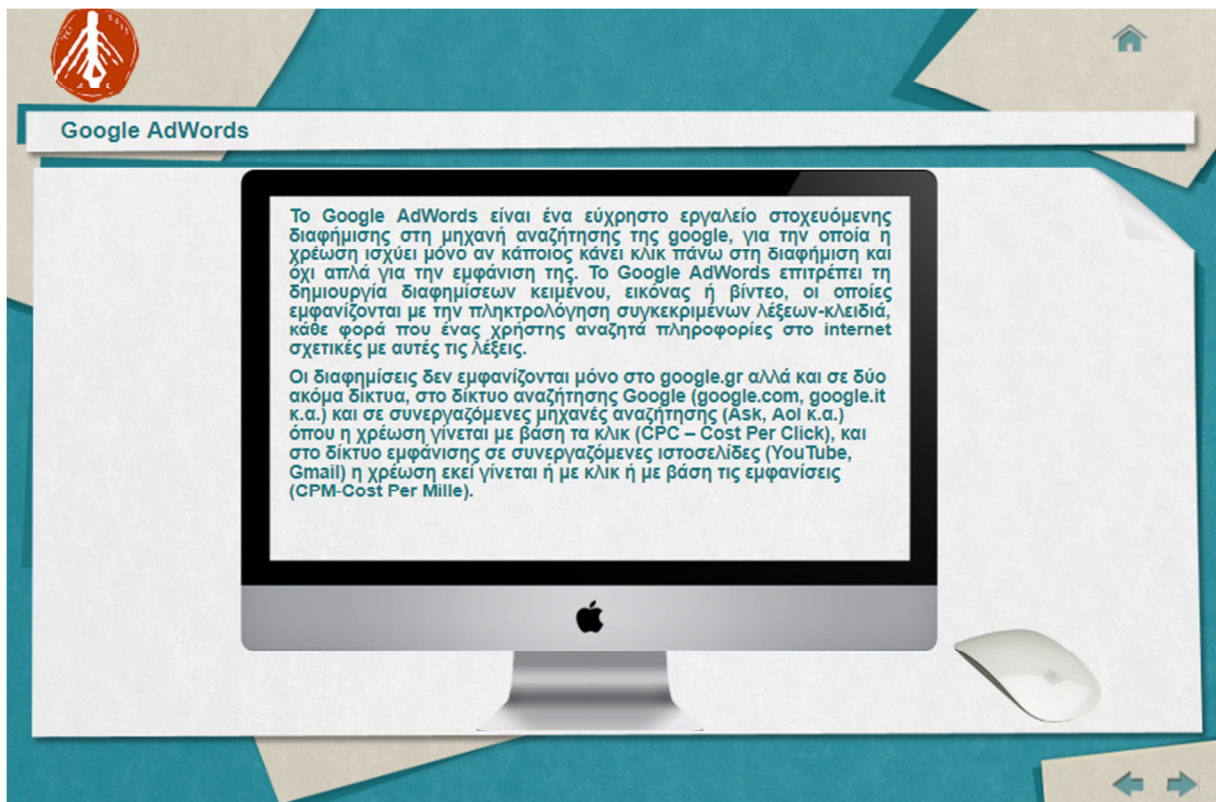 Google AdWords
Το Google AdWords είναι ένα εύχρηστο εργαλείο στοχευόμενης
διαφήμισης στη μηχανή αναζήτησης της google, για την οποία η
χρέωση ισχύει μόνο αν κάποιος κάνει κλικ πάνω στη διαφήμιση και
όχι απλά για την εμφάνιση της. Το Google AdWords επιτρέπει τη
δημιουργία διαφημίσεων κειμένου, εικόνας ή βίντεο, οι οποίες
εμφανίζονται με την πληκτρολόγηση συγκεκριμένων λέξεων-κλειδιά,
κάθε φορά που ένας χρήστης αναζητά πληροφορίες στο internet
σχετικές με αυτές τις λέξεις.
Οι διαφημίσεις δεν εμφανίζονται μόνο στο google.gr αλλά και σε δύο
ακόμα δίκτυα, στο δίκτυο αναζήτησης Google (google.com, google.it
κ.α.) και σε συνεργαζόμενες μηχανές αναζήτησης (Ask, Aol κ.α.)
όπου η χρέωση γίνεται με βάση τα κλικ (CPC – Cost Per Click), και
στο δίκτυο εμφάνισης σε συνεργαζόμενες ιστοσελίδες (YouTube,
Gmail) η χρέωση εκεί γίνεται ή με κλικ ή με βάση τις εμφανίσεις
(CPM-Cost Per Mille).